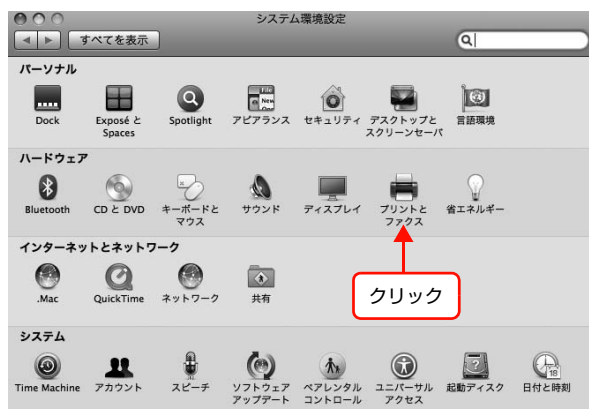 システム環境設定
すべてを表示
パーソナル
Dock
Exposé と
Spaces
Spotlight
アピアランス
セキュリティ
デスクトップと
スクリーンセーバ
言語環境
ハードウェア
Bluetooth
CD と DVD
キーボードと
マウス
サウンド
ディスプレイ
プリントと
ファクス
省エネルギー
インターネットとネットワーク
.Mac
QuickTime
ネットワーク
共有
クリック
システム
Time Machine
アカウント
スピーチ
ソフトウェア
アップデート
ペアレンタル
コントロール
ユニバーサル
アクセス
起動ディスク
日付と時刻